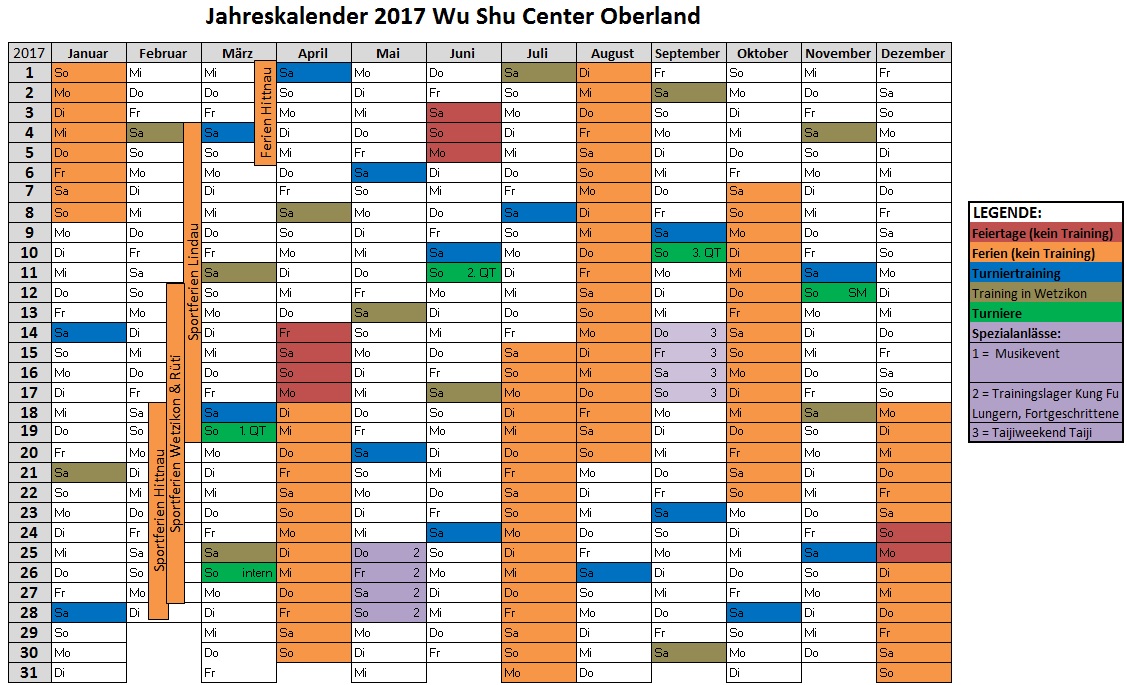 Jahreskalender 2017 Wu Shu Center Oberland
2017 Januar Februar März April Mai Juni Juli August September Oktober November Dezember
1 So Mi Mi Sa Mo Do Sa Di Fr So Mi Fr
2 Mo Do Do So Di Fr So Mi Sa Mo Do Sa
3 Di Fr Fr Mo Mi Sa Mo Do So Di Fr So
4 Mi Sa Sa Di Do So Di Fr Mo Mi Sa Mo
5 Do So So Mi Fr Mo Mi Sa Di Do So Di
6 Fr Mo Mo Do Sa Di Do So Mi Fr Mo Mi
7 Sa Di Di Fr So Mi Fr Mo Do Sa Di Do
8 So Mi Mi Sa Mo Do Sa Di Fr So Mi Fr
9 Mo Do Do So Di Fr So Mi Sa Mo Do Sa
10 Di Fr Fr Mo Mi Sa Mo Do So 3. QT Di Fr So
11 Mi Sa Sa Di Do So 2. QT Di Fr Mo Mi Sa Mo
12 Do So So Mi Fr Mo Mi Sa Di Do So SM Di
13 Fr Mo Mo Do Sa Di Do So Mi Fr Mo Mi
14 Sa Di Di Fr So Mi Fr Mo Do 3 Sa Di Do
15 So Mi Mi Sa Mo Do Sa Di Fr 3 So Mi Fr
16 Mo Do Do So Di Fr So Mi Sa 3 Mo Do Sa
17 Di Fr Fr Mo Mi Sa Mo Do So 3 Di Fr So
18 Mi Sa Sa Di Do So Di Fr Mo Mi Sa Mo
19 Do So So 1. QT Mi Fr Mo Mi Sa Di Do So Di
20 Fr Mo Mo Do Sa Di Do So Mi Fr Mo Mi
21 Sa Di Di Fr So Mi Fr Mo Do Sa Di Do
22 So Mi Mi Sa Mo Do Sa Di Fr So Mi Fr
23 Mo Do Do So Di Fr So Mi Sa Mo Do Sa
24 Di Fr Fr Mo Mi Sa Mo Do So Di Fr So
25 Mi Sa Sa Di Do 2 So Di Fr Mo Mi Sa Mo
26 Do So So intern Mi Fr 2 Mo Mi Sa Di Do So Di
27 Fr Mo Mo Do Sa 2 Di Do So Mi Fr Mo Mi
28 Sa Di Di Fr So 2 Mi Fr Mo Do Sa Di Do
29 So Mi Sa Mo Do Sa Di Fr So Mi Fr
30 Mo Do So Di Fr So Mi Sa Mo Do Sa
31 Di Fr Mi Mo Do Di So
Ferien Hittnau
Sportferien Lindau
Sportferien Wetzikon & Rüti
Sportferien Hittnau
LEGENDE:
Feiertage (kein Training)
Ferien (kein Training)
Turniertraining
Training in Wetzikon
Turniere
Spezialanlässe:
1 = Musikevent
2 = Trainingslager Kung Fu
Lungern, Fortgeschrittene
3 = Taijiweekend Taiji